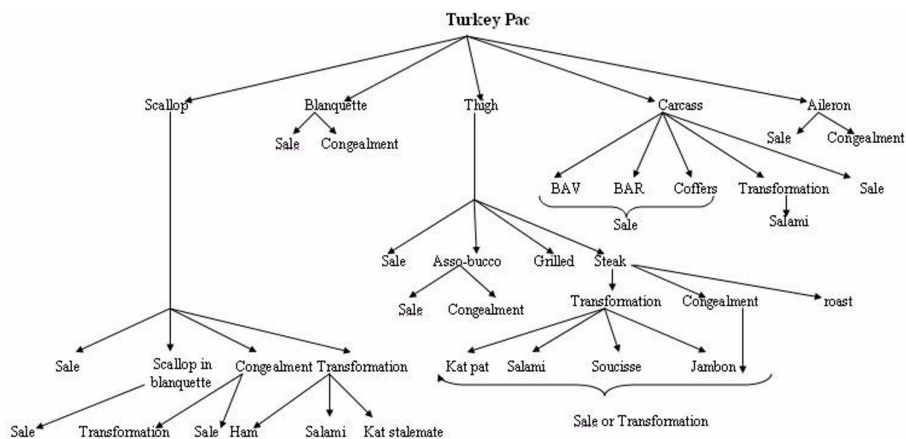 Turkey Pac
Scallop Blanquette Thigh Carcass Aileron
Sale Congealment Sale Congealment
BAV BAR Coffers Transformation Sale
Sale Salami
Sale Asso-bucco Grilled Steak
Sale Congealment Transformation Congealment roast
Sale Scallop in blanquette Congealment Transformation Kat pat Salami Soucisse Jambon
Sale or Transformation
Sale Transformation Sale Ham Salami Kat stalemate